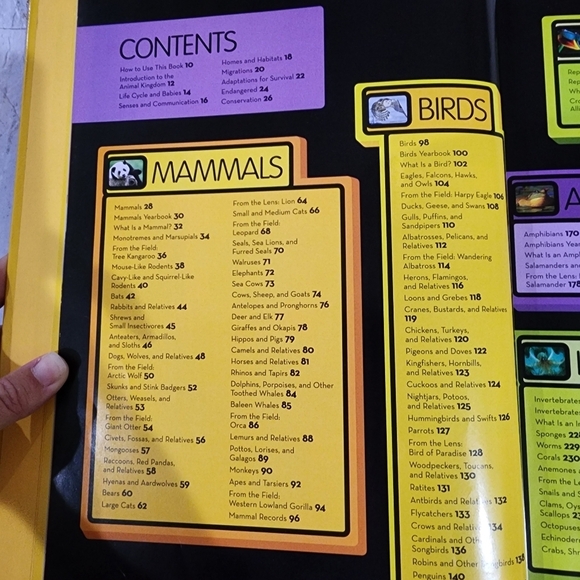 CONTENTS
How to Use This Book 10
Introduction to the
Animal Kingdom 12
Life Cycle and Babies 14
Senses and Communication 16
Homes and Habitats 18
Migrations 20
Adaptations for Survival 22
Endangered 24
Conservation 26
MAMMALS
Mammals 28
Mammals Yearbook 30
What Is a Mammal? 32
Monotremes and Marsupials 34
From the Field:
Tree Kangaroo 36
Mouse-Like Rodents 38
Cavy-Like and Squirrel-Like
Rodents 40
Bats 42
Rabbits and Relatives 44
Shrews and
Small Insectivores 45
Anteaters, Armadillos,
and Sloths 46
Dogs, Wolves, and Relatives 48
From the Field:
Arctic Wolf 50
Skunks and Stink Badgers 52
Otters, Weasels, and
Relatives 53
From the Field:
Giant Otter 54
Civets, Fossas, and Relatives 56
Mongooses 57
Raccoons, Red Pandas,
and Relatives 58
Hyenas and Aardwolves 59
Bears 60
Large Cats 62
From the Lens: Lion 64
Small and Medium Cats 66
From the Field:
Leopard 68
Seals, Sea Lions, and
Furred Seals 70
Walruses 71
Elephants 72
Sea Cows 73
Cows, Sheep, and Goats 74
Antelopes and Pronghorns 76
Deer and Elk 77
Giraffes and Okapis 78
Hippos and Pigs 79
Camels and Relatives 80
Horses and Relatives 81
Rhinos and Tapirs 82
Dolphins, Porpoises, and Other
Toothed Whales 84
Baleen Whales 85
From the Field:
Orca 86
Lemurs and Relatives 88
Pottos, Lorises, and
Galagos 89
Monkeys 90
Apes and Tarsiers 92
From the Field:
Western Lowland Gorilla 94
Mammal Records 96
BIRDS
Birds 98
Birds Yearbook 100
What Is a Bird? 102
Eagles, Falcons, Hawks,
and Owls 104
From the Field: Harpy Eagle 106
Ducks, Geese, and Swans 108
Gulls, Puffins, and
Sandpipers 110
Albatrosses, Pelicans, and
Relatives 112
From the Field: Wandering
Albatross 114
Herons, Flamingos,
and Relatives 116
Loons and Grebes 118
Cranes, Bustards, and Relatives
119
Chickens, Turkeys,
and Relatives 120
Pigeons and Doves 122
Kingfishers, Hornbills,
and Relatives 123
Cuckoos and Relatives 124
Nightjars, Potoos,
and Relatives 125
Hummingbirds and Swifts 126
Parrots 127
From the Lens:
Bird of Paradise 128
Woodpeckers, Toucans,
and Relatives 130
Ratites 131
Antbirds and Relatives 132
Flycatchers 133
Crows and Relatives 134
Cardinals and Other
Songbirds 136
Robins and Other Songbirds 138
Penguins 140
Amphibians 170
Amphibians Year
What Is an Amp
Salamanders and
From the Lens:
Salamander 178
Invertebrates
Invertebrate
What Is an In
Sponges
Worms 229
Corals 230
Anemones
From the
Snails and S
Clams, Oys
Scallops
Octopuses
Echinoder
From the
Crabs, Shr